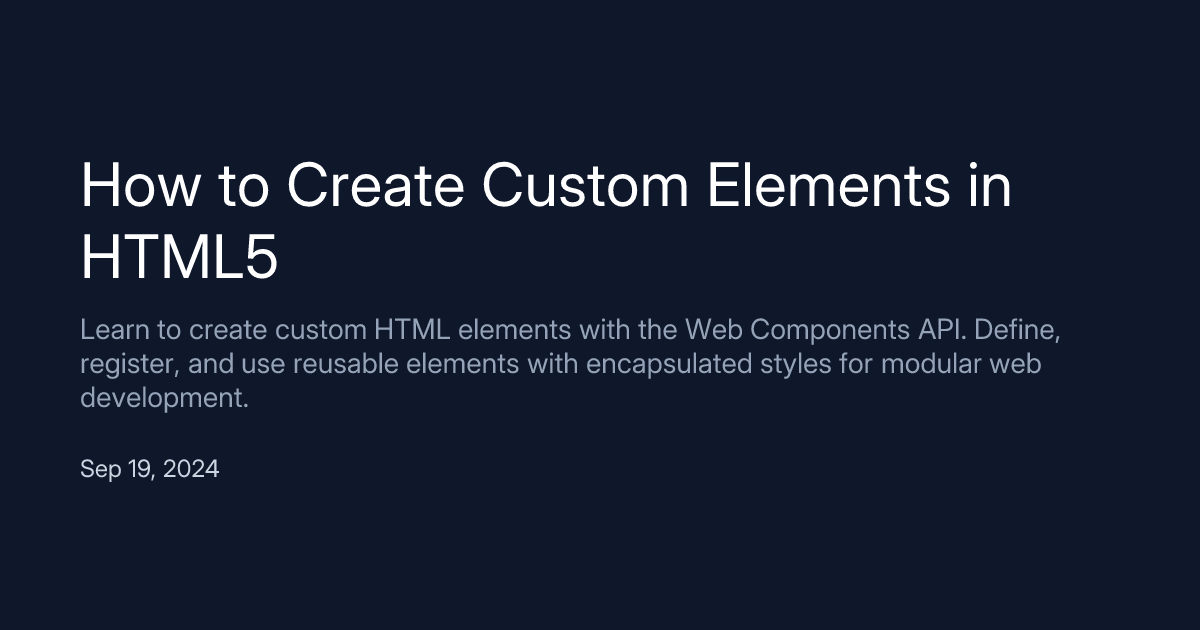 How to Create Custom Elements in
HTML5
Learn to create custom HTML elements with the Web Components API. Define,
register, and use reusable elements with encapsulated styles for modular web
development.
Sep 19, 2024